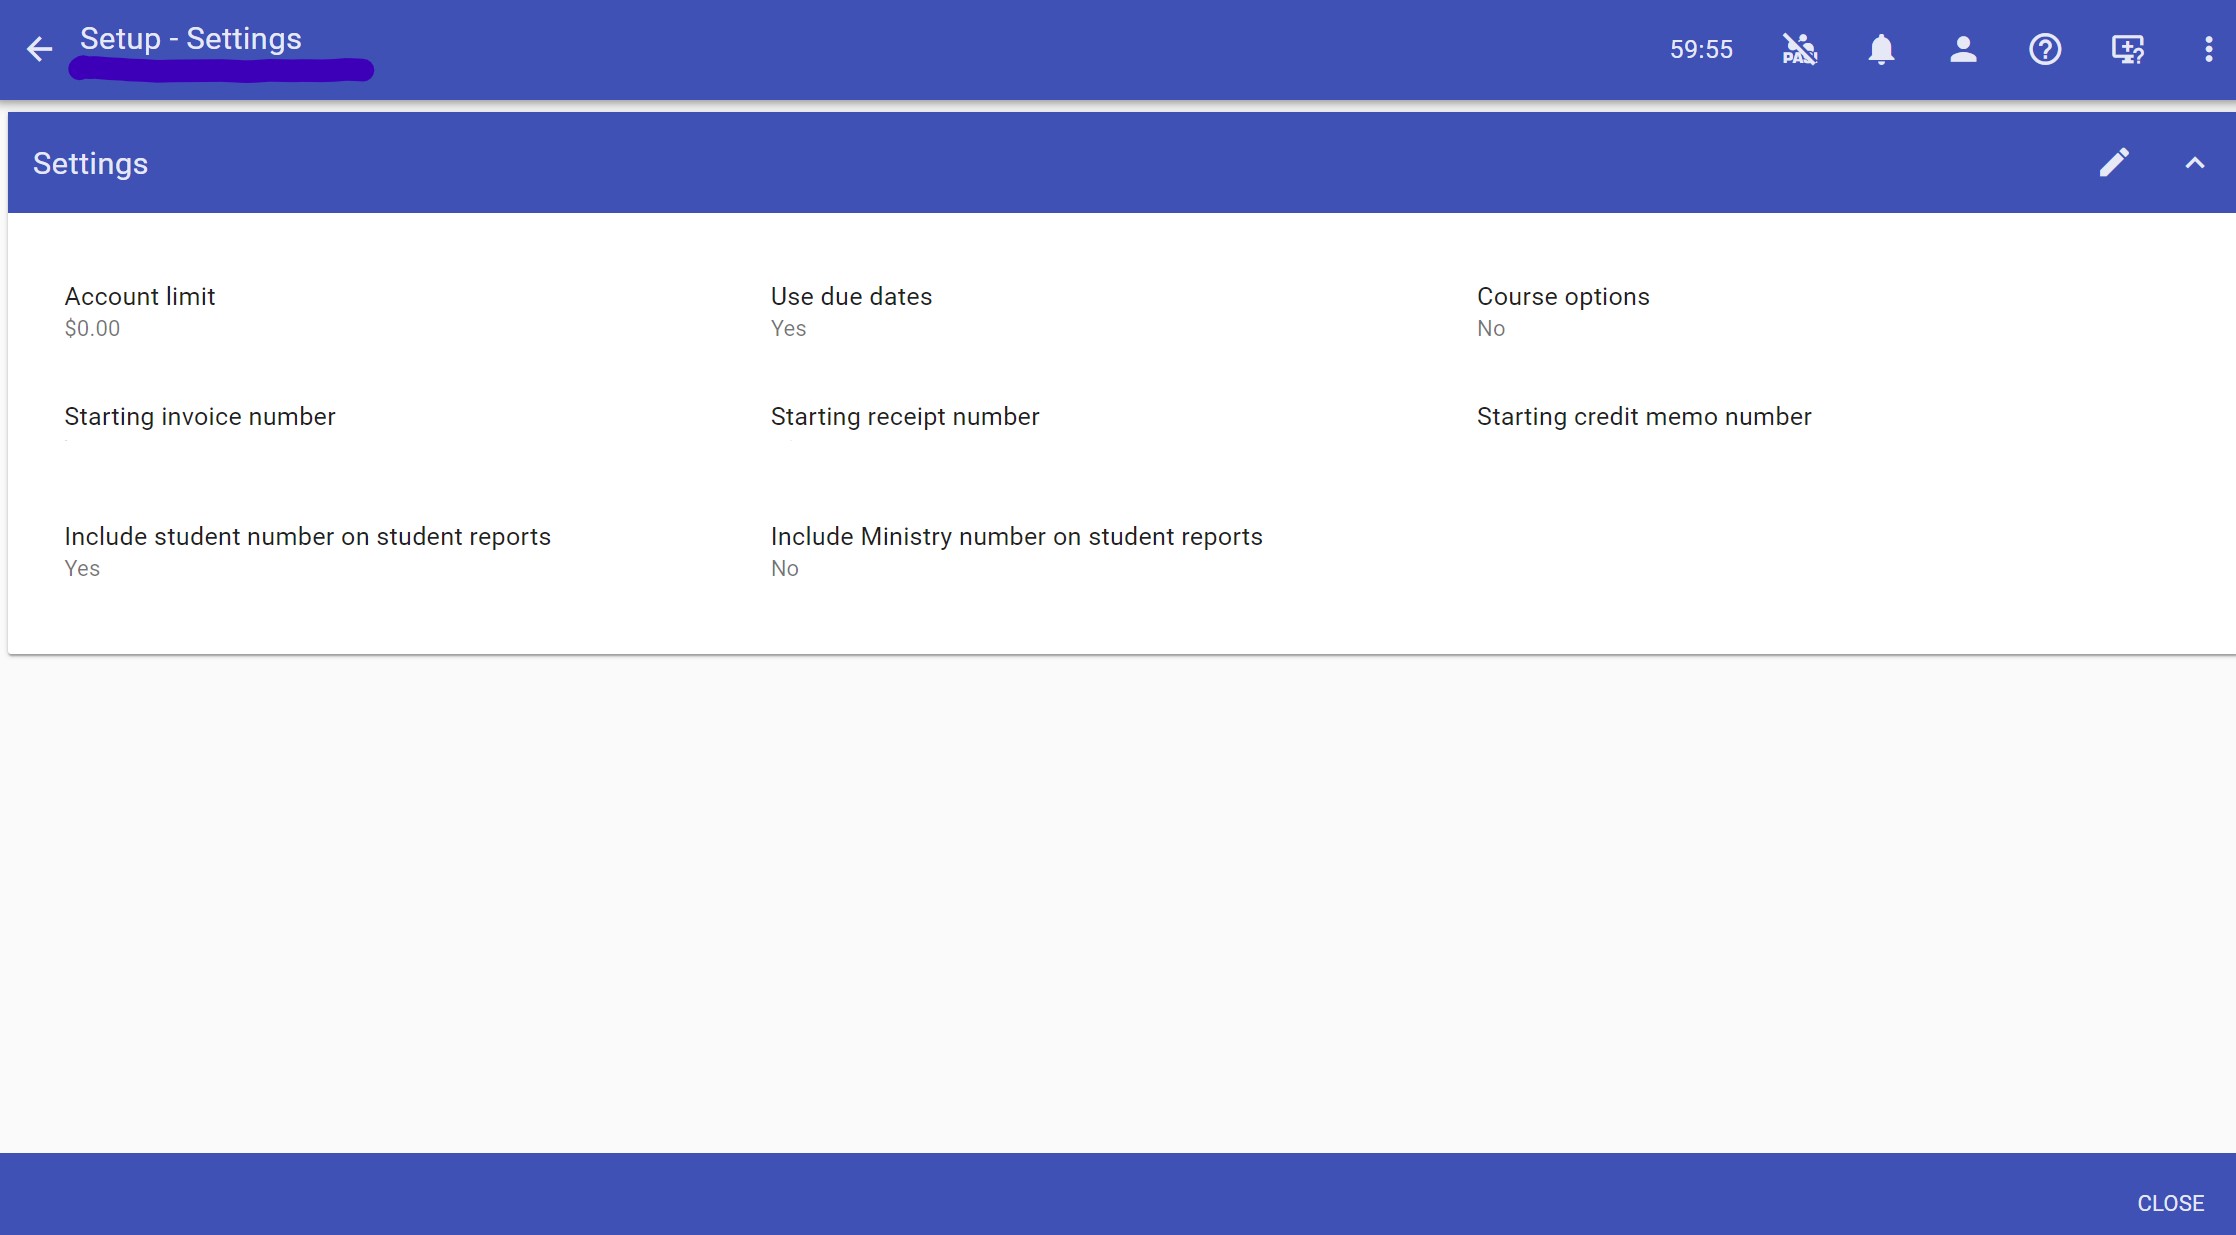 Setup - Settings
59:55
Settings
Account limit
$0.00
Use due dates
Yes
Course options
No
Starting invoice number
Starting receipt number
Starting credit memo number
Include student number on student reports
Yes
Include Ministry number on student reports
No
CLOSE